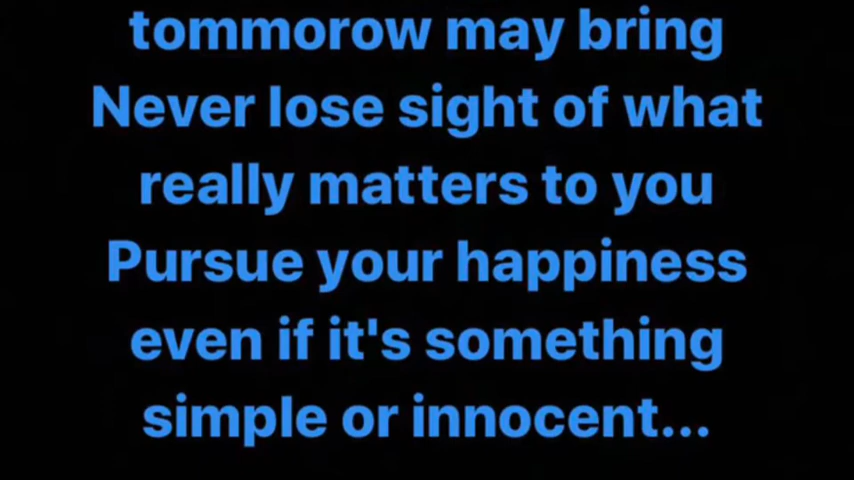 tommorow may bring
Never lose sight of what
really matters to you
Pursue your happiness
even if it's something
simple or innocent...